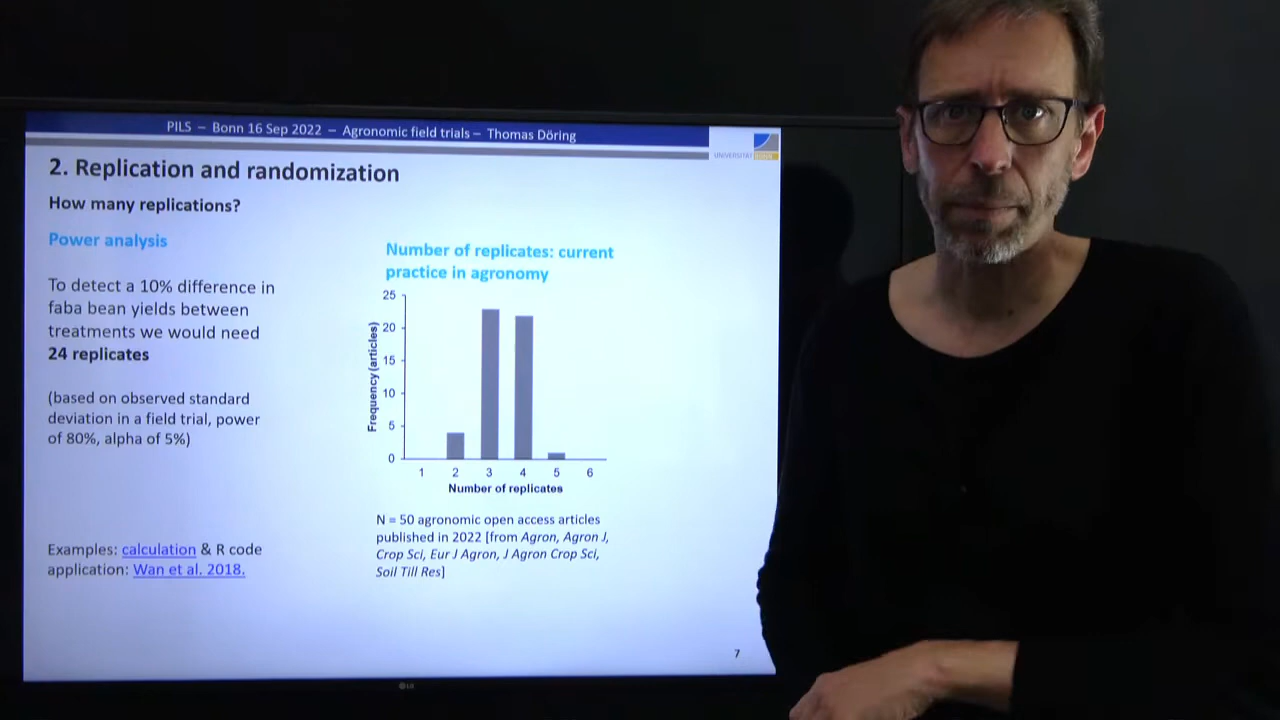 PILS – Bonn 16 Sep 2022 – Agronomic field trials – Thomas Döring
UNIVERSITÄT BONN
2. Replication and randomization
How many replications?
Power analysis
To detect a 10% difference in
faba bean yields between
treatments we would need
24 replicates
(based on observed standard
deviation in a field trial, power
of 80%, alpha of 5%)
Examples: calculation & R code
application: Wan et al. 2018.
Number of replicates: current
practice in agronomy
Frequency (articles)
25
20
15
10
5
0
1 2 3 4 5 6
Number of replicates
N = 50 agronomic open access articles
published in 2022 [from Agron, Agron J,
Crop Sci, Eur J Agron, J Agron Crop Sci,
Soil Till Res]
7
LG